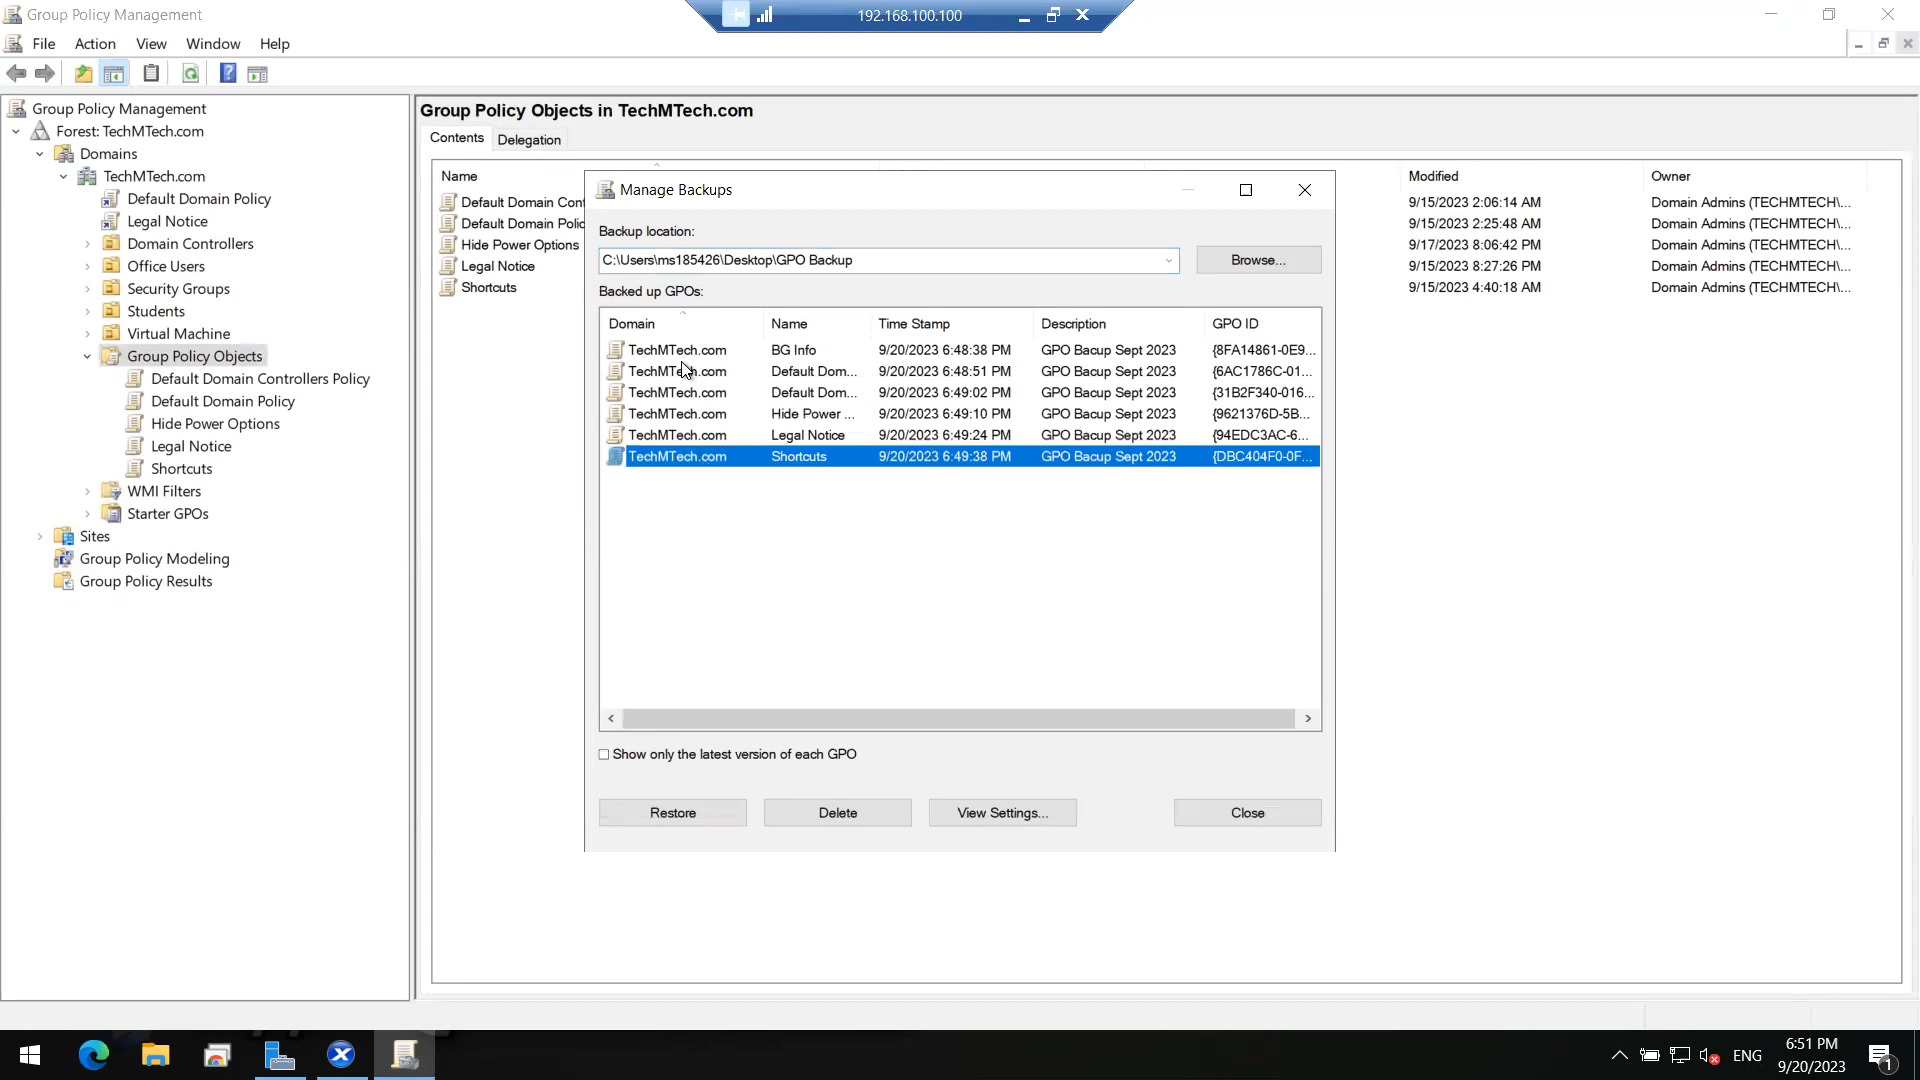 Group Policy Management
192.168.100.100
File Action View Window Help
Group Policy Management
Forest: TechMTech.com
Domains
TechMTech.com
Default Domain Policy
Legal Notice
Domain Controllers
Office Users
Security Groups
Students
Virtual Machine
Group Policy Objects
Default Domain Controllers Policy
Default Domain Policy
Hide Power Options
Legal Notice
Shortcuts
WMI Filters
Starter GPOs
Sites
Group Policy Modeling
Group Policy Results
Group Policy Objects in TechMTech.com
Contents Delegation
Name Modified Owner
Default Domain Cont 9/15/2023 2:06:14 AM Domain Admins (TECHMTECH\...
Default Domain Polic 9/15/2023 2:25:48 AM Domain Admins (TECHMTECH\...
Hide Power Options 9/17/2023 8:06:42 PM Domain Admins (TECHMTECH\...
Legal Notice 9/15/2023 8:27:26 PM Domain Admins (TECHMTECH\...
Shortcuts 9/15/2023 4:40:18 AM Domain Admins (TECHMTECH\...
Manage Backups
Backup location:
C:\Users\ms185426\Desktop\GPO Backup Browse...
Backed up GPOs:
Domain Name Time Stamp Description GPO ID
TechMTech.com BG Info 9/20/2023 6:48:38 PM GPO Bacup Sept 2023 {8FA14861-0E9...
TechMTech.com Default Dom... 9/20/2023 6:48:51 PM GPO Bacup Sept 2023 {6AC1786C-01...
TechMTech.com Default Dom... 9/20/2023 6:49:02 PM GPO Bacup Sept 2023 {31B2F340-016...
TechMTech.com Hide Power ... 9/20/2023 6:49:10 PM GPO Bacup Sept 2023 {9621376D-5B...
TechMTech.com Legal Notice 9/20/2023 6:49:24 PM GPO Bacup Sept 2023 {94EDC3AC-6...
TechMTech.com Shortcuts 9/20/2023 6:49:38 PM GPO Bacup Sept 2023 {DBC404F0-0F...
Show only the latest version of each GPO
Restore Delete View Settings... Close
ENG
6:51 PM
9/20/2023
1